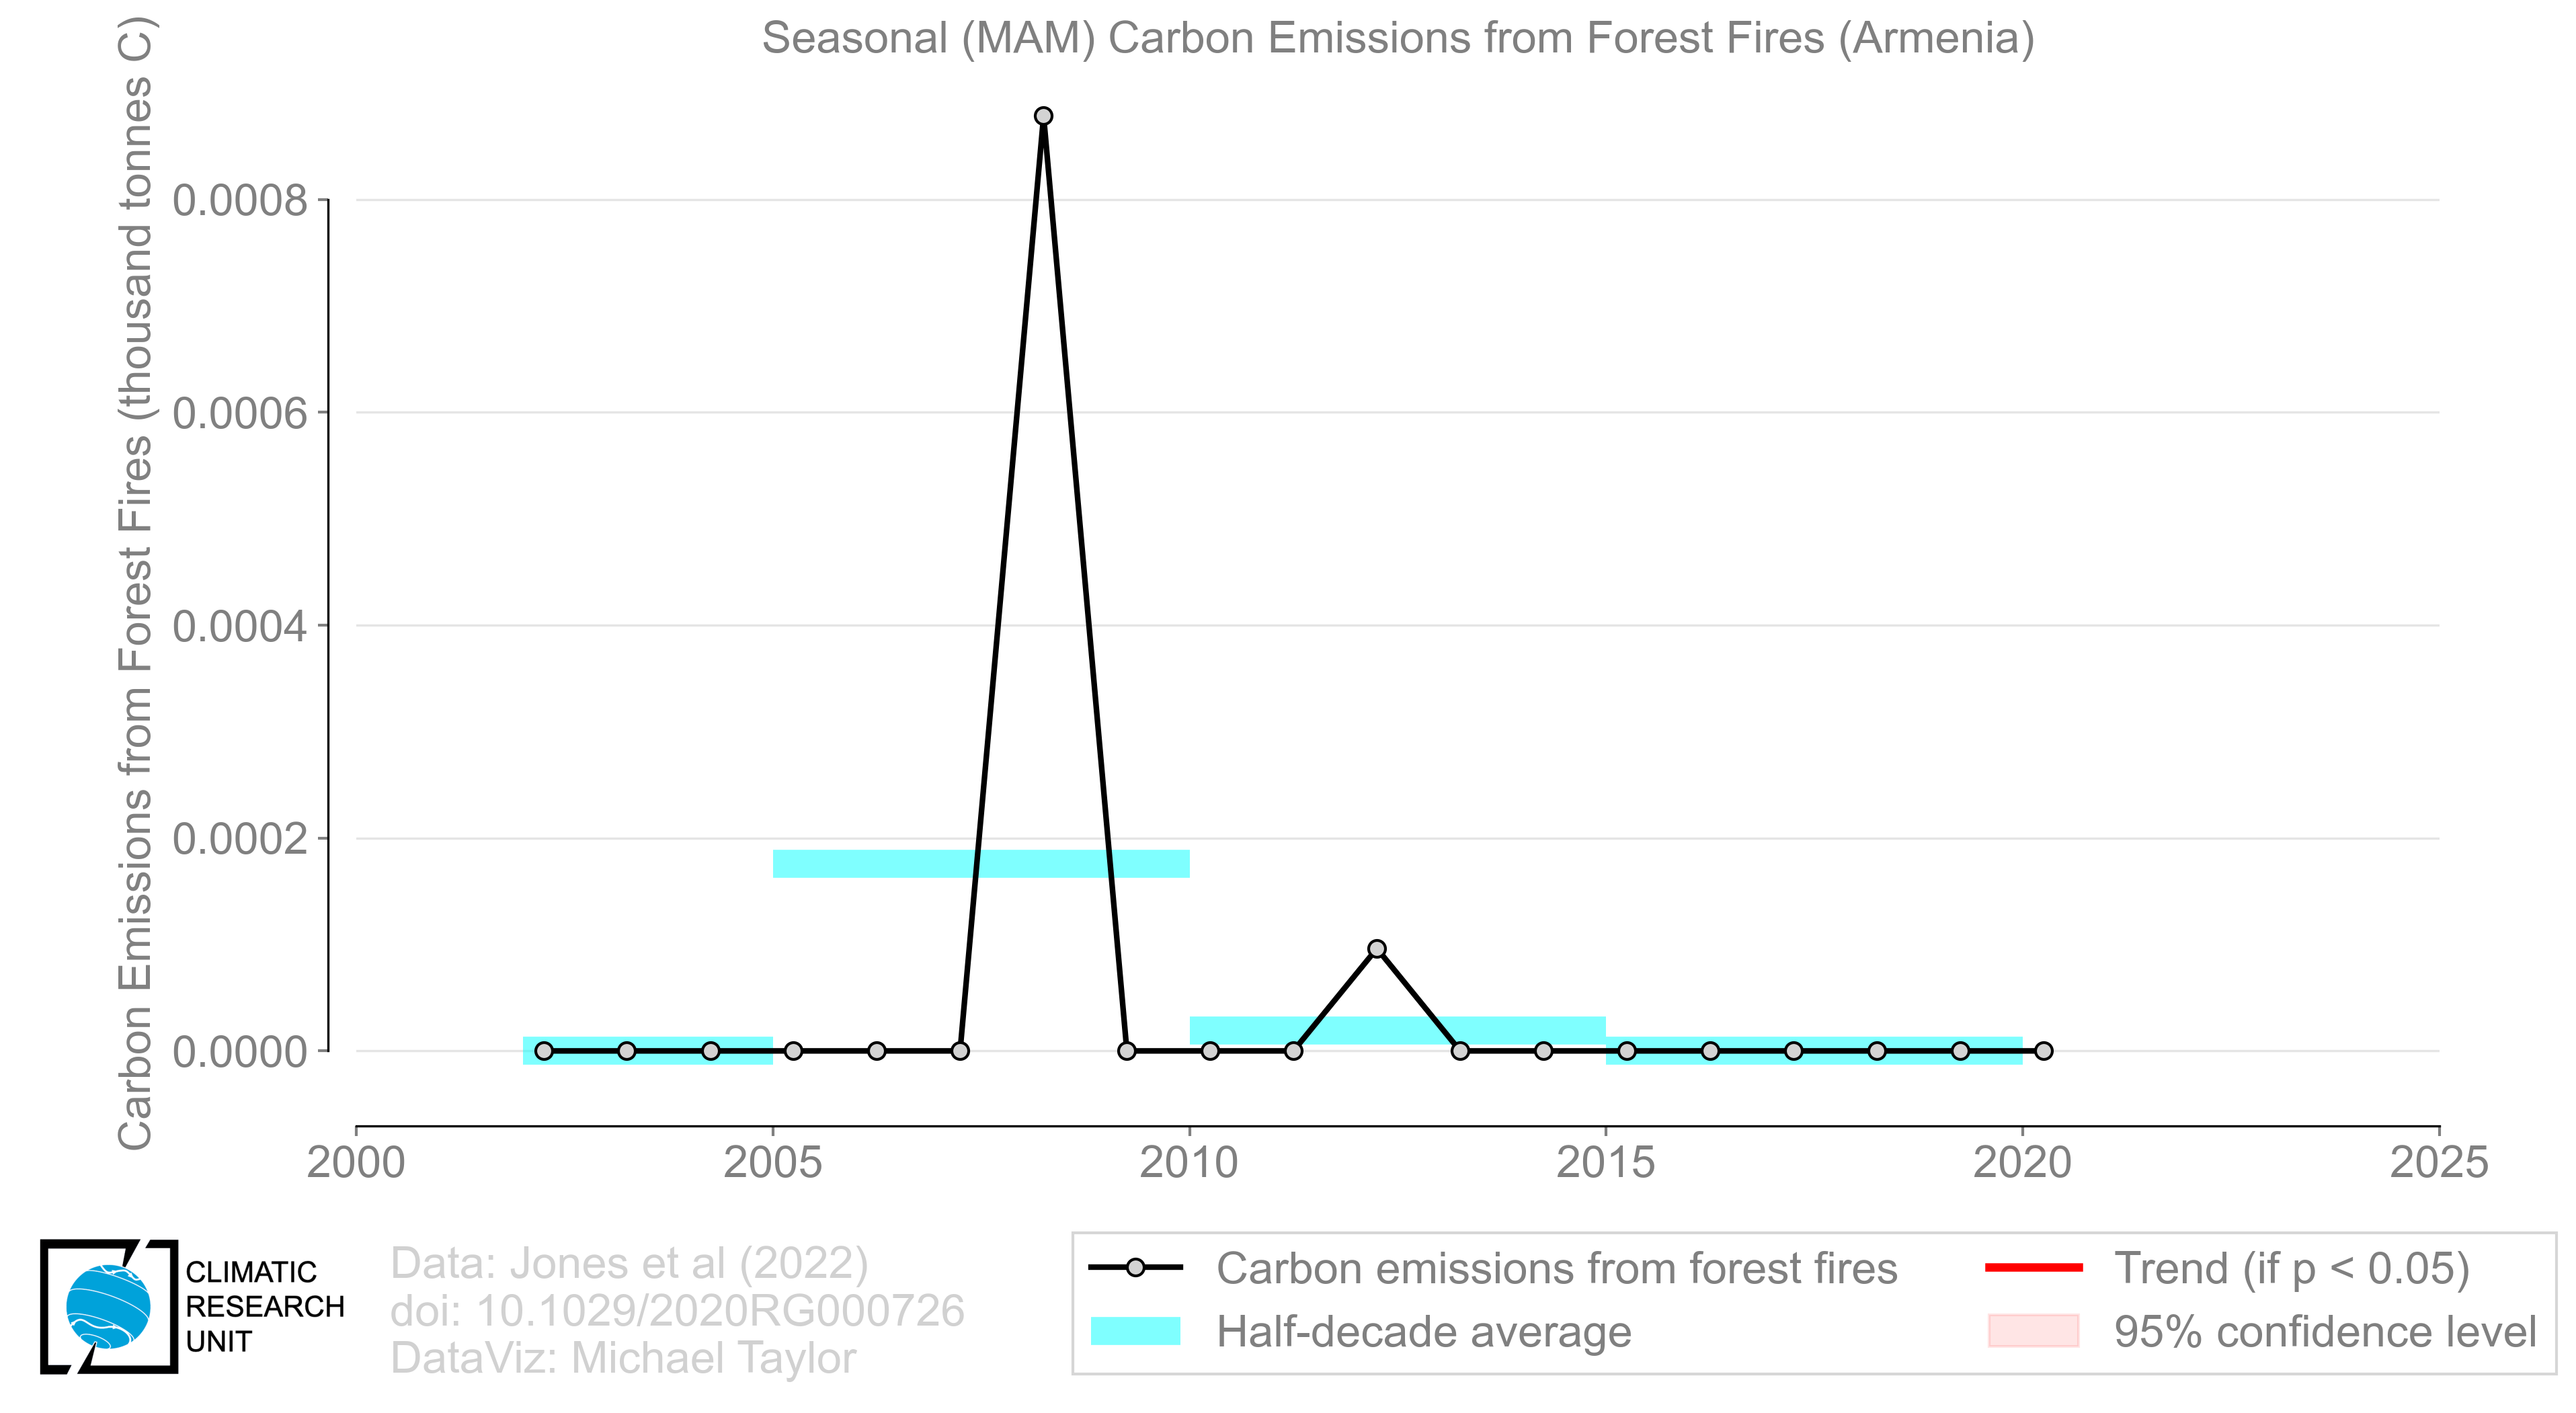 Seasonal (MAM) Carbon Emissions from Forest Fires (Armenia)
Carbon Emissions from Forest Fires (thousand tonnes C)
0.0008
0.0006
0.0004
0.0002
0.0000
2000 2005 2010 2015 2020 2025
CLIMATIC
RESEARCH
UNIT
Data: Jones et al (2022)
doi: 10.1029/2020RG000726
DataViz: Michael Taylor
Carbon emissions from forest fires
Half-decade average
Trend (if p < 0.05)
95% confidence level